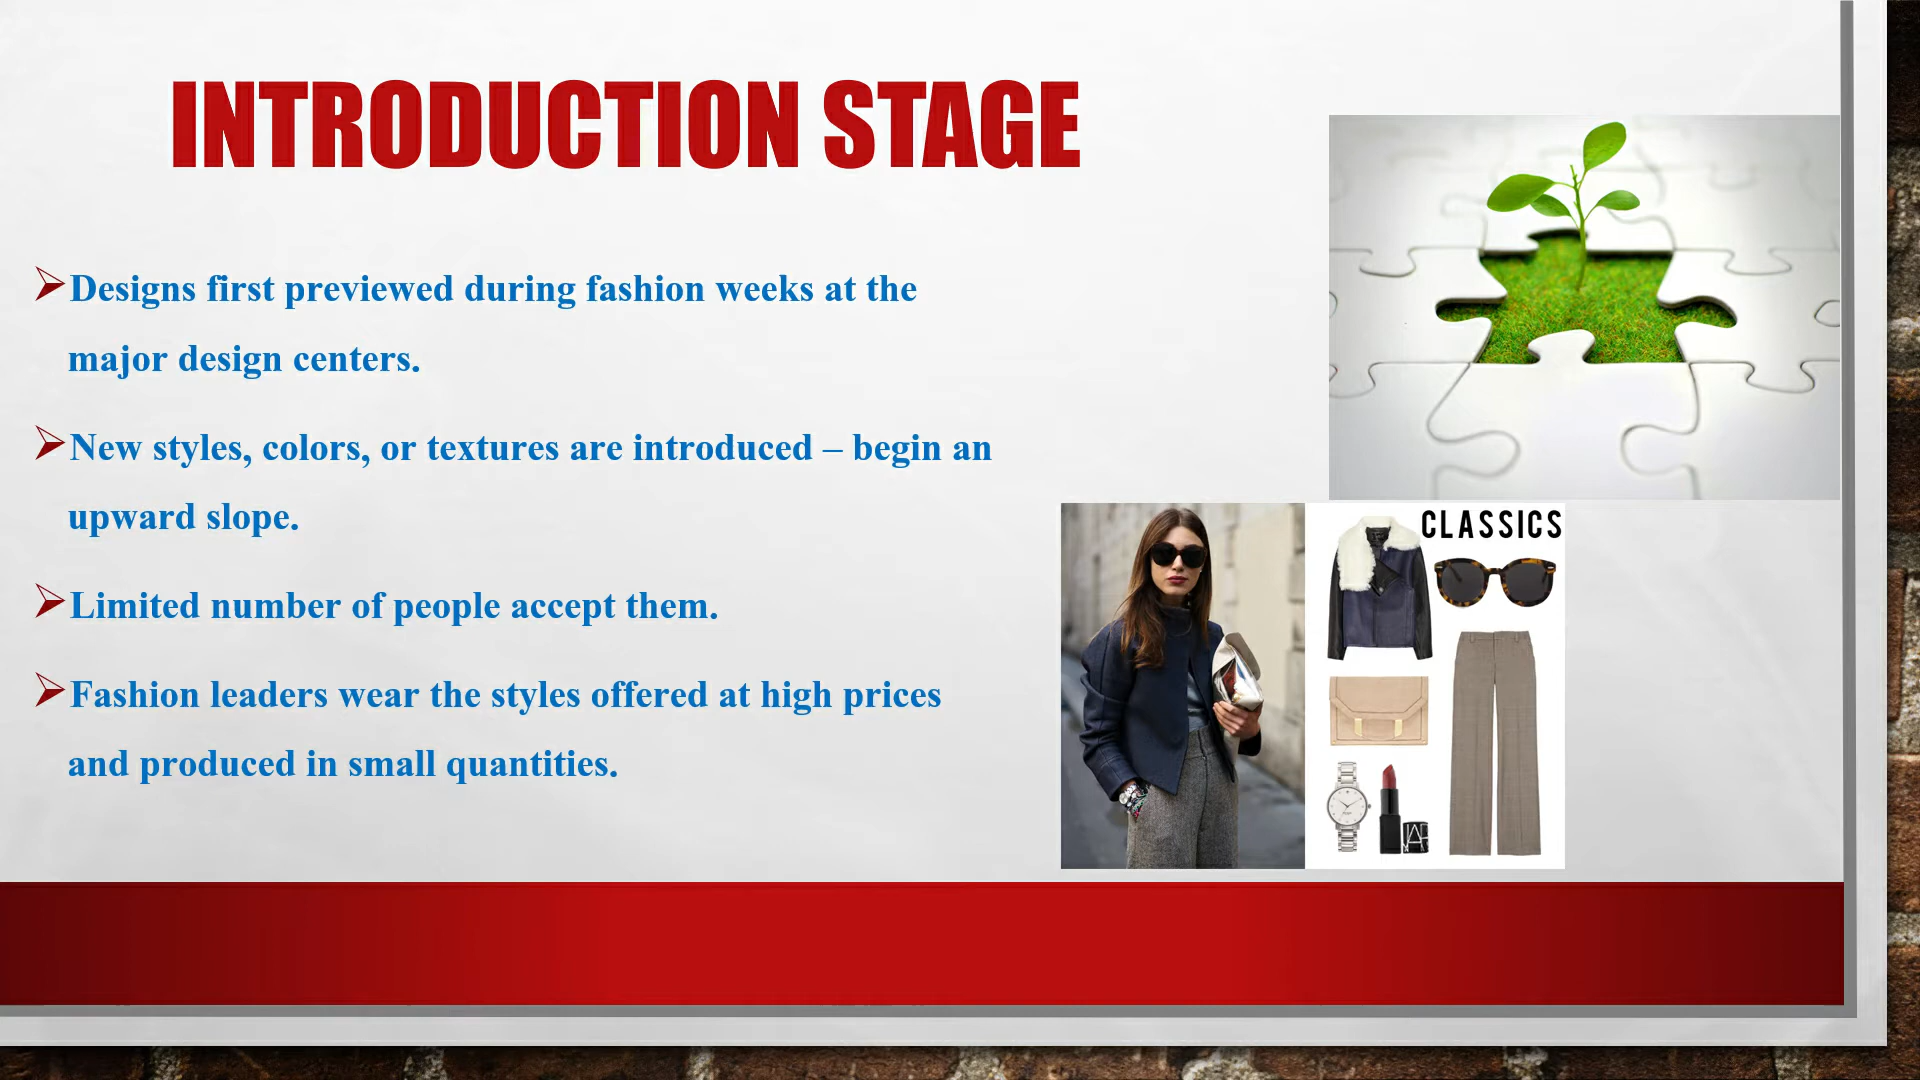 INTRODUCTION STAGE
Designs first previewed during fashion weeks at the
major design centers.
New styles, colors, or textures are introduced – begin an
upward slope.
Limited number of people accept them.
Fashion leaders wear the styles offered at high prices
and produced in small quantities.
CLASSICS
NARS